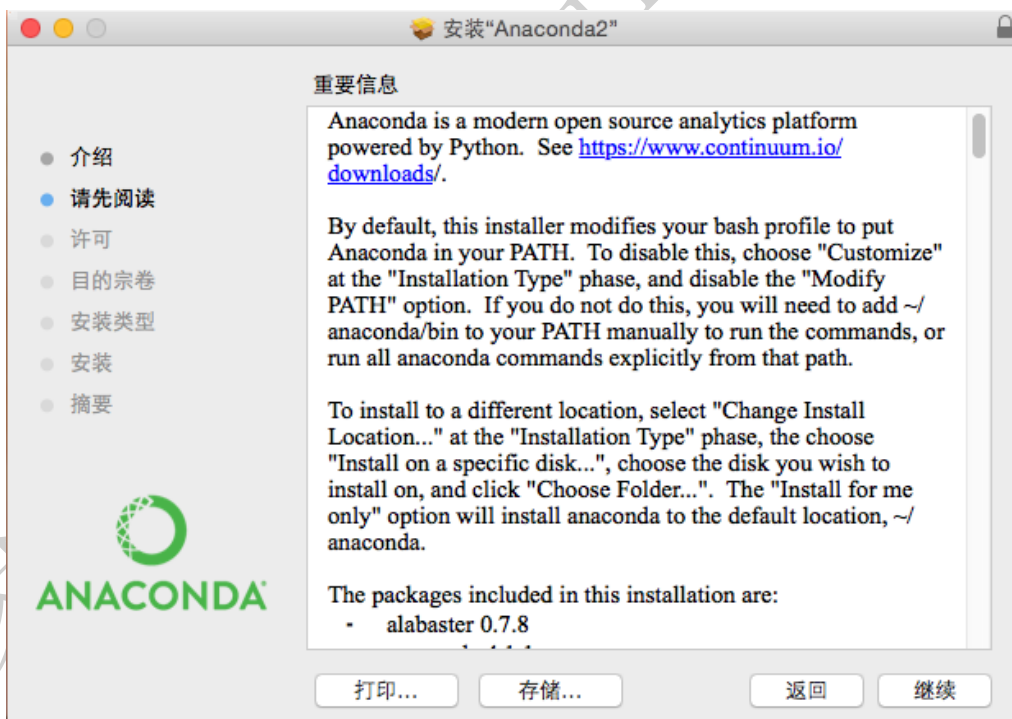 安装“Anaconda2”
重要信息
介绍
请先阅读
许可
目的宗卷
安装类型
安装
摘要
ANACONDA
Anaconda is a modern open source analytics platform
powered by Python.  See https://www.continuum.io/
downloads/.
By default, this installer modifies your bash profile to put
Anaconda in your PATH.  To disable this, choose "Customize"
at the "Installation Type" phase, and disable the "Modify
PATH" option.  If you do not do this, you will need to add ~/
anaconda/bin to your PATH manually to run the commands, or
run all anaconda commands explicitly from that path.
To install to a different location, select "Change Install
Location..." at the "Installation Type" phase, the choose
"Install on a specific disk...", choose the disk you wish to
install on, and click "Choose Folder...".  The "Install for me
only" option will install anaconda to the default location, ~/
anaconda.
The packages included in this installation are:
-    alabaster 0.7.8
打印...
存储...
返回
继续